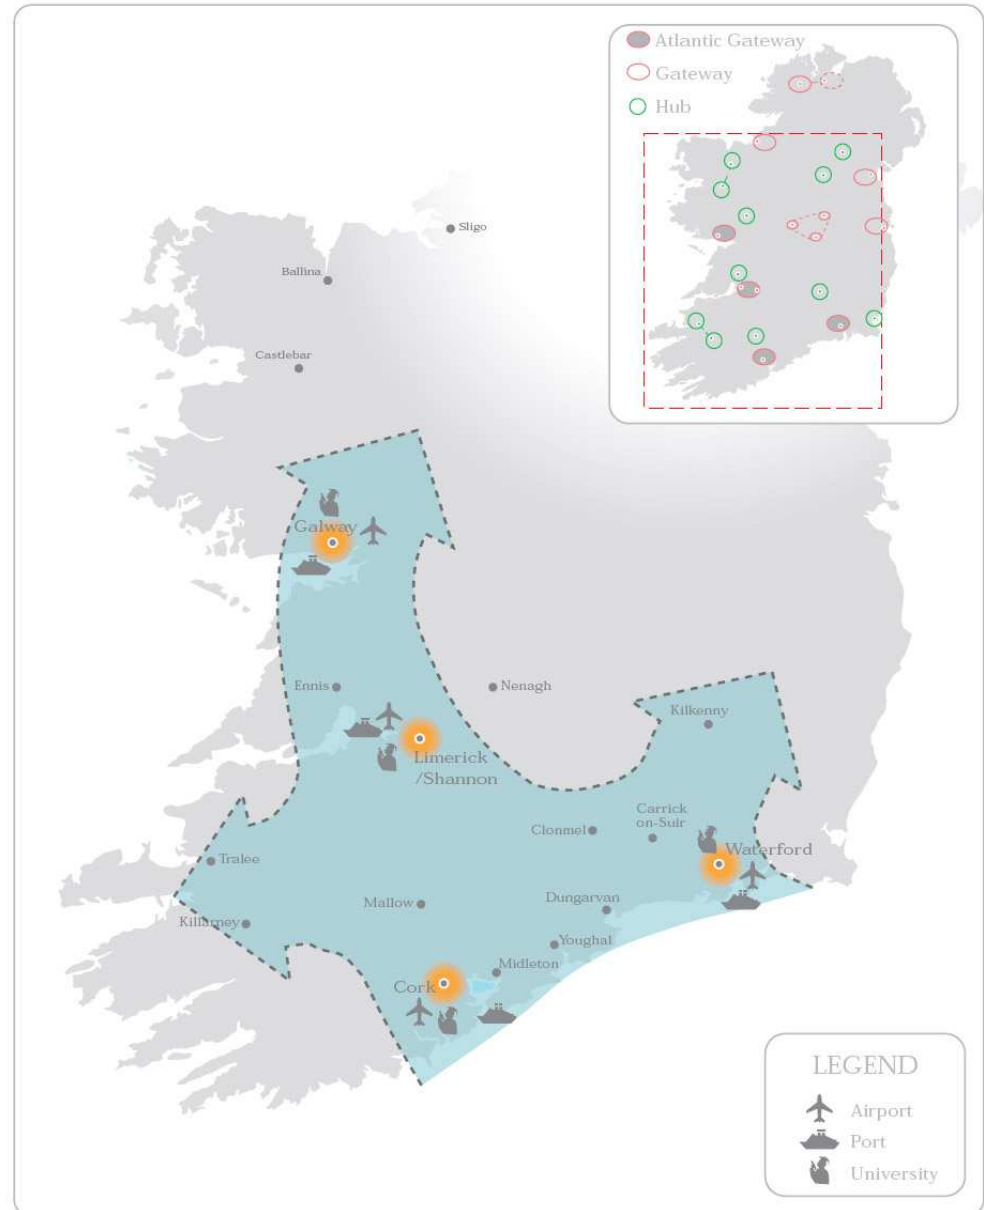 Atlantic Gateway
Gateway
Hub
Sligo
Ballina
Castlebar
Galway
Ennis
Nenagh
Kilkenny
Limerick
/Shannon
Carrick
on-Suir
Clonmel
Waterford
Tralee
Mallow
Dungarvan
Killarney
Youghal
Midleton
Cork
LEGEND
Airport
Port
University